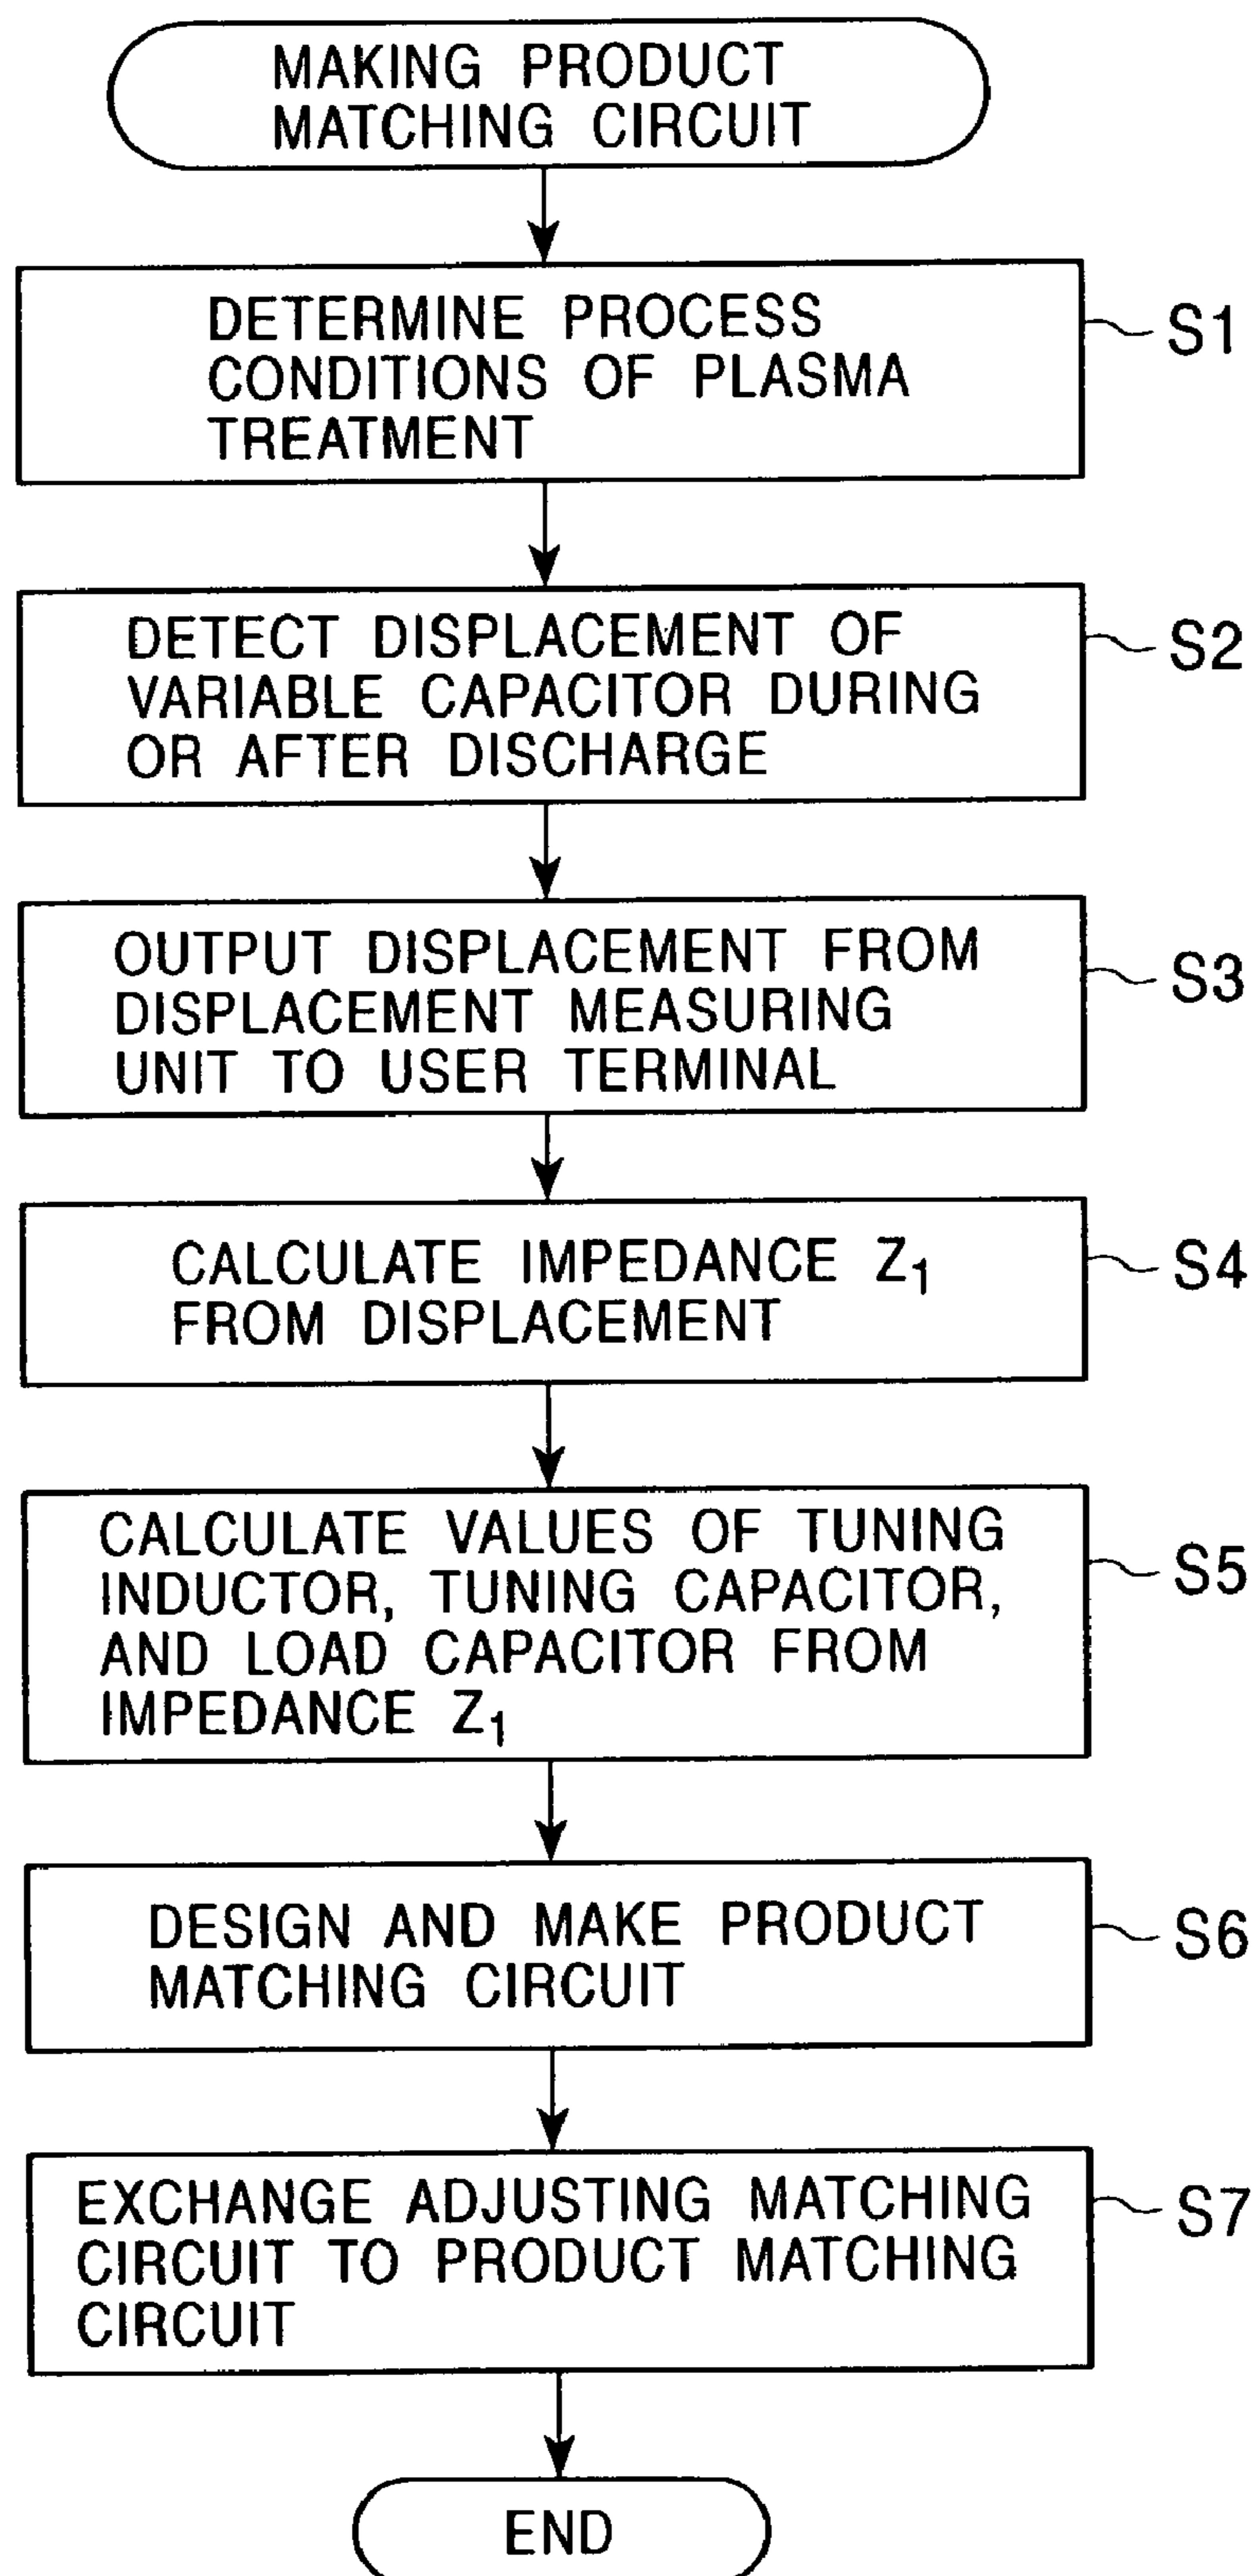 MAKING PRODUCT
MATCHING CIRCUIT
DETERMINE PROCESS
CONDITIONS OF PLASMA
TREATMENT
S1
DETECT DISPLACEMENT OF
VARIABLE CAPACITOR DURING
OR AFTER DISCHARGE
S2
OUTPUT DISPLACEMENT FROM
DISPLACEMENT MEASURING
UNIT TO USER TERMINAL
S3
CALCULATE IMPEDANCE Z₁
FROM DISPLACEMENT
S4
CALCULATE VALUES OF TUNING
INDUCTOR, TUNING CAPACITOR,
AND LOAD CAPACITOR FROM
IMPEDANCE Z₁
S5
DESIGN AND MAKE PRODUCT
MATCHING CIRCUIT
S6
EXCHANGE ADJUSTING MATCHING
CIRCUIT TO PRODUCT MATCHING
CIRCUIT
S7
END